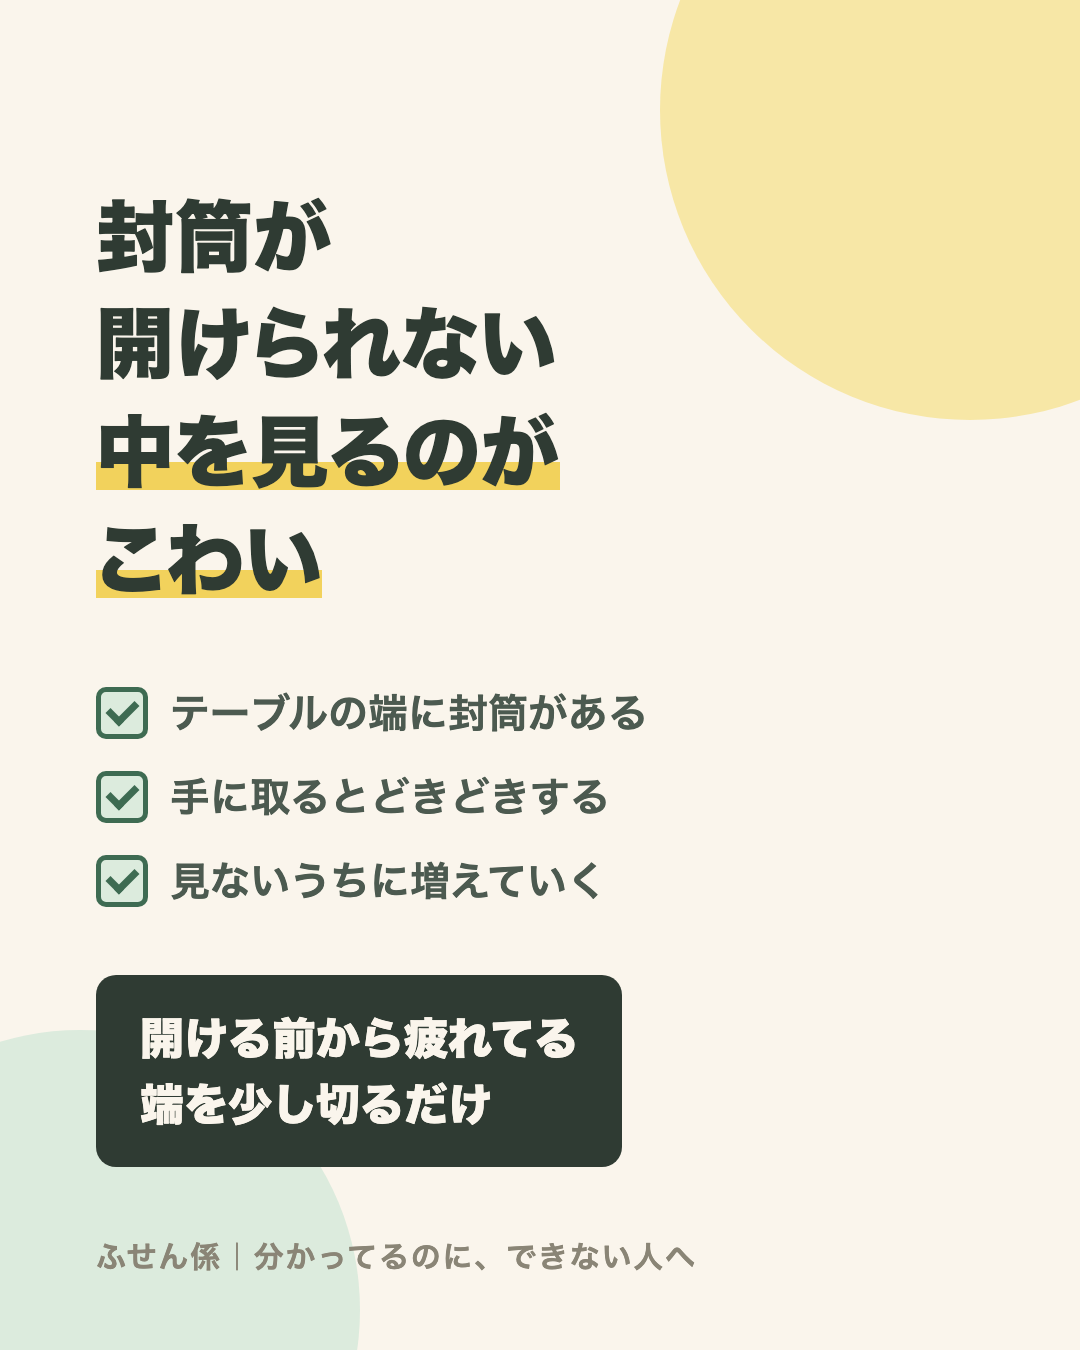 封筒が
開けられない
中を見るのが
こわい
テーブルの端に封筒がある
手に取るとどきどきする
見ないうちに増えていく
開ける前から疲れてる
端を少し切るだけ
ふせん係｜分かってるのに、できない人へ